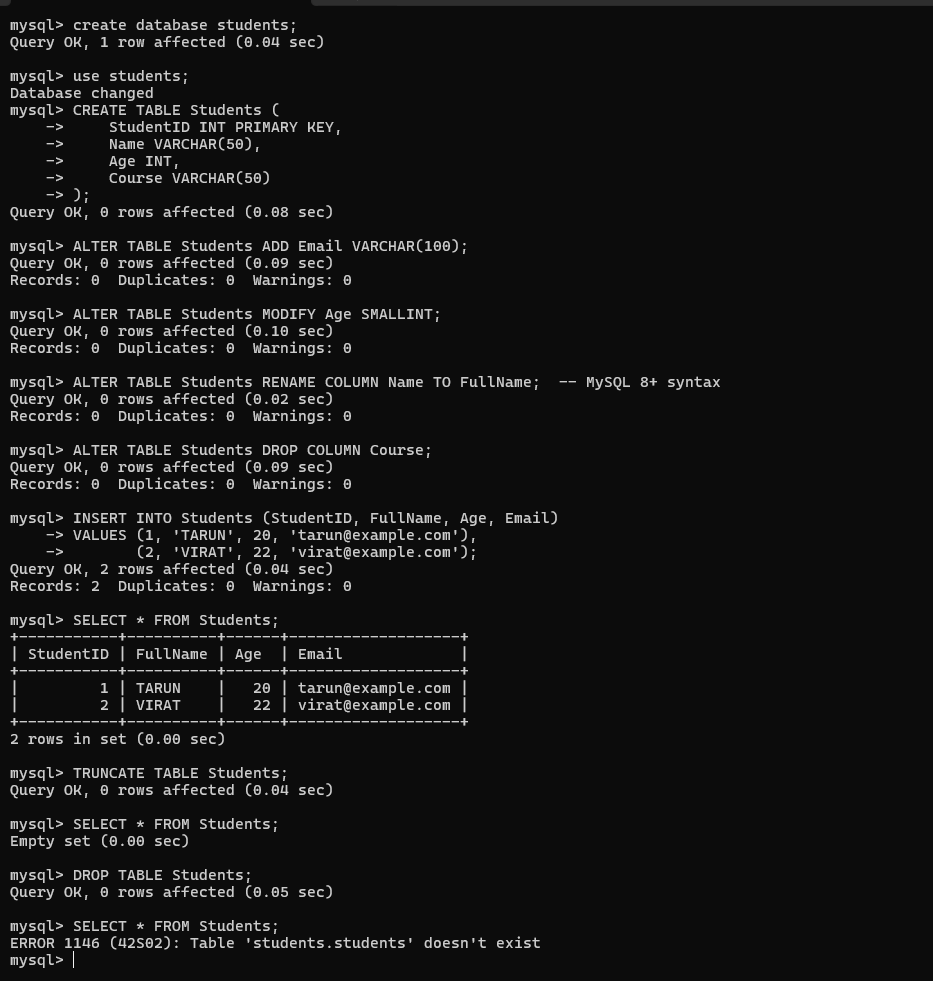 mysql> create database students;
Query OK, 1 row affected (0.04 sec)

mysql> use students;
Database changed
mysql> CREATE TABLE Students (
    ->     StudentID INT PRIMARY KEY,
    ->     Name VARCHAR(50),
    ->     Age INT,
    ->     Course VARCHAR(50)
    -> );
Query OK, 0 rows affected (0.08 sec)

mysql> ALTER TABLE Students ADD Email VARCHAR(100);
Query OK, 0 rows affected (0.09 sec)
Records: 0  Duplicates: 0  Warnings: 0

mysql> ALTER TABLE Students MODIFY Age SMALLINT;
Query OK, 0 rows affected (0.10 sec)
Records: 0  Duplicates: 0  Warnings: 0

mysql> ALTER TABLE Students RENAME COLUMN Name TO FullName;  -- MySQL 8+ syntax
Query OK, 0 rows affected (0.02 sec)
Records: 0  Duplicates: 0  Warnings: 0

mysql> ALTER TABLE Students DROP COLUMN Course;
Query OK, 0 rows affected (0.09 sec)
Records: 0  Duplicates: 0  Warnings: 0

mysql> INSERT INTO Students (StudentID, FullName, Age, Email)
    -> VALUES (1, 'TARUN', 20, 'tarun@example.com'),
    ->        (2, 'VIRAT', 22, 'virat@example.com');
Query OK, 2 rows affected (0.04 sec)
Records: 2  Duplicates: 0  Warnings: 0

mysql> SELECT * FROM Students;
+-----------+----------+------+-------------------+
| StudentID | FullName | Age  | Email             |
+-----------+----------+------+-------------------+
|         1 | TARUN    |   20 | tarun@example.com |
|         2 | VIRAT    |   22 | virat@example.com |
+-----------+----------+------+-------------------+
2 rows in set (0.00 sec)

mysql> TRUNCATE TABLE Students;
Query OK, 0 rows affected (0.04 sec)

mysql> SELECT * FROM Students;
Empty set (0.00 sec)

mysql> DROP TABLE Students;
Query OK, 0 rows affected (0.05 sec)

mysql> SELECT * FROM Students;
ERROR 1146 (42S02): Table 'students.students' doesn't exist
mysql>